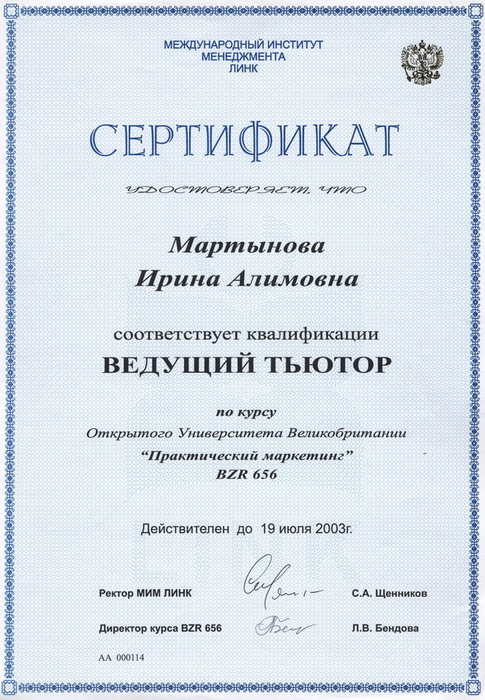 МЕЖДУНАРОДНЫЙ ИНСТИТУТ
МЕНЕДЖМЕНТА
ЛИНК
СЕРТИФИКАТ
УДОСТОВЕРЯЕТ, ЧТО
Мартынова
Ирина Алимовна
соответствует квалификации
ВЕДУЩИЙ ТЬЮТОР
по курсу
Открытого Университета Великобритании
“Практический маркетинг”
BZR 656
Действителен до 19 июля 2003г.
Ректор МИМ ЛИНК С.А. Щенников
Директор курса BZR 656 Л.В. Бендова
АА 000114